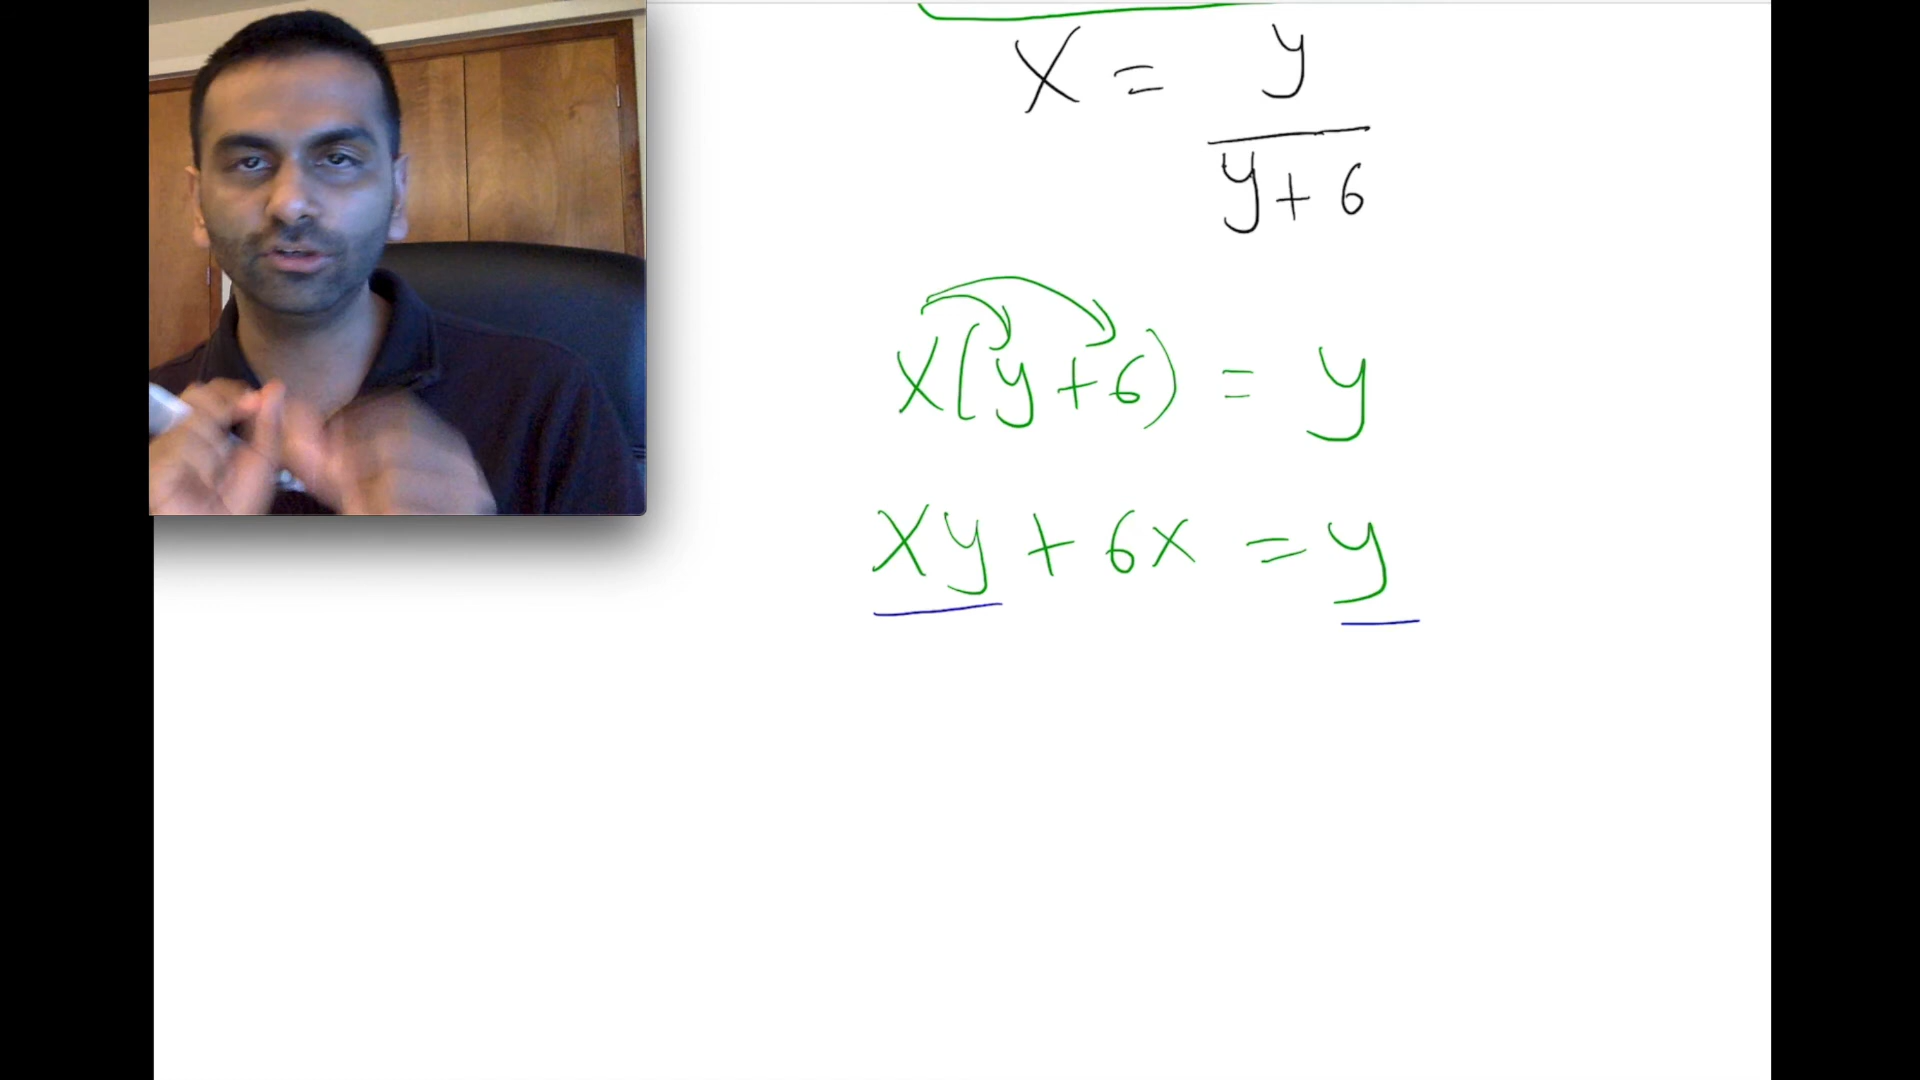 x = y
y + 6
x(y + 6) = y
xy + 6x = y